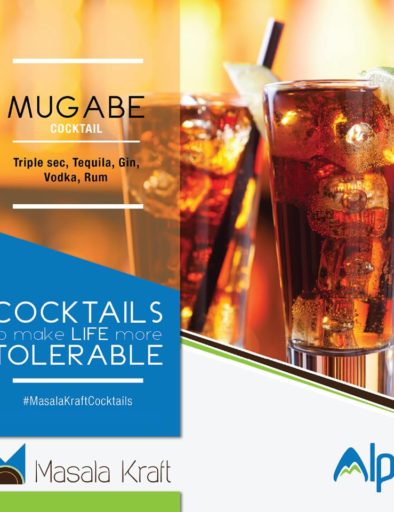 MUGABE
COCKTAIL
Triple sec, Tequila, Gin,
Vodka, Rum
COCKTAILS
o make LIFE more
TOLERABLE
#MasalaKraftCocktails
Masala Kraft
Alp